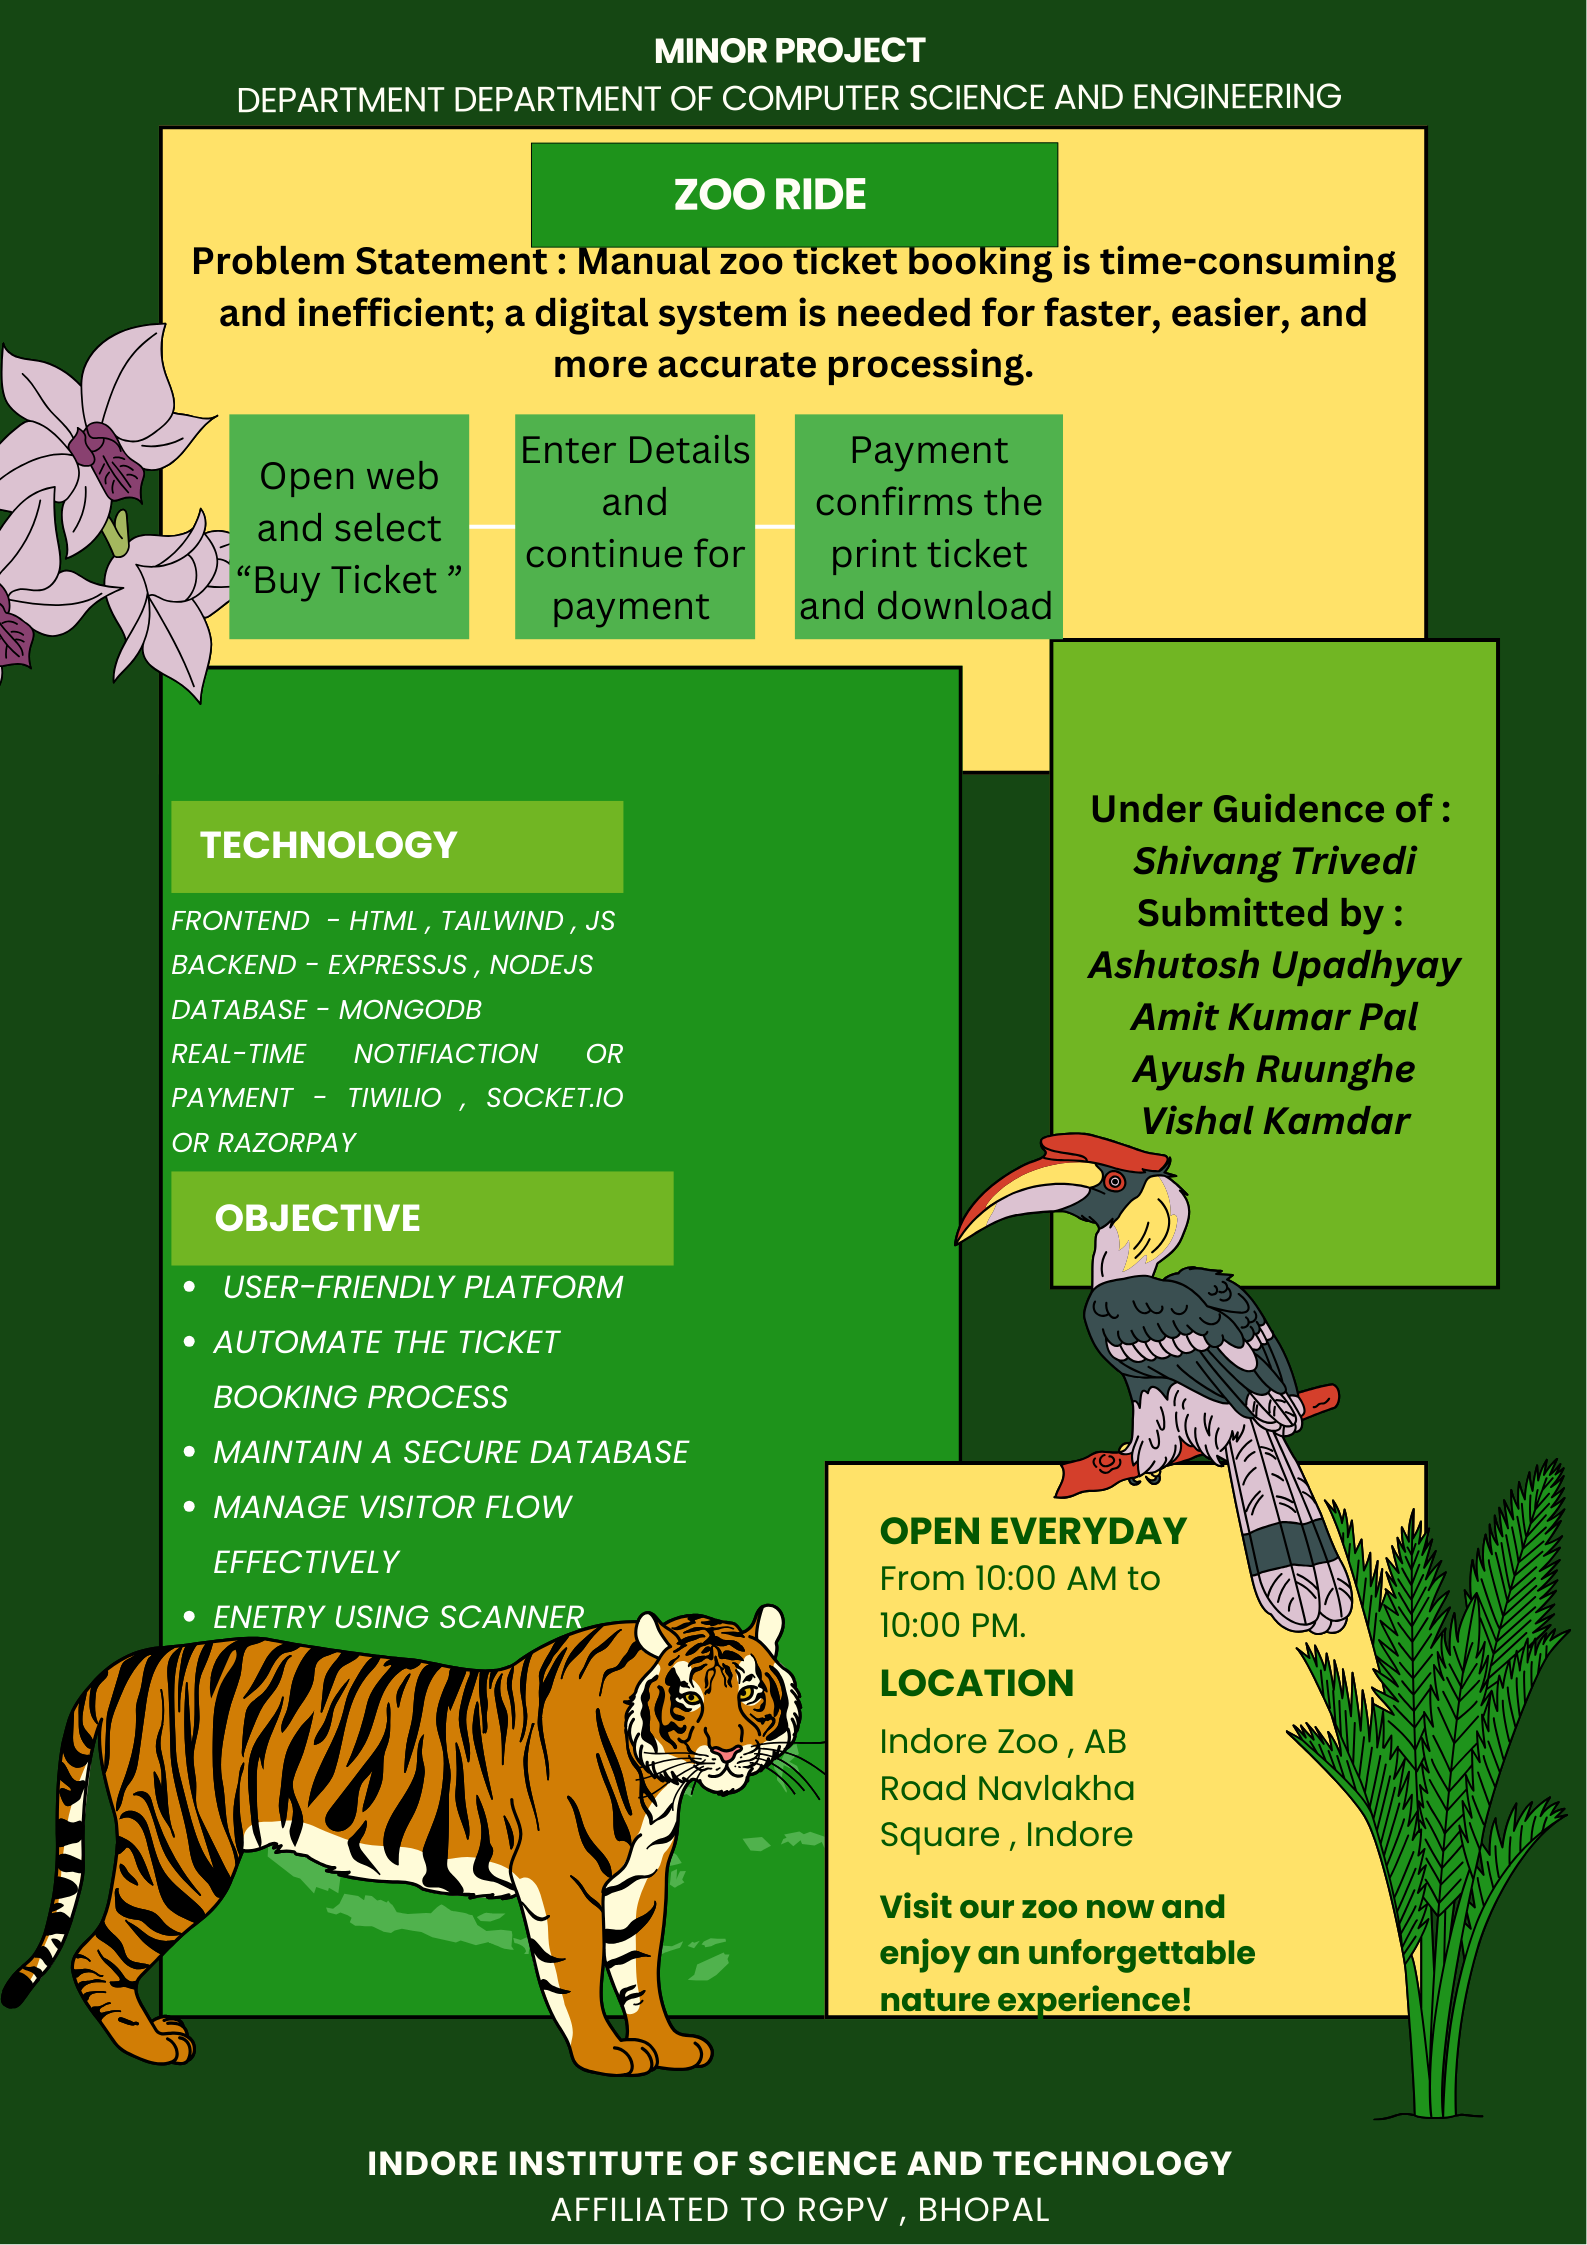 MINOR PROJECT
DEPARTMENT DEPARTMENT OF COMPUTER SCIENCE AND ENGINEERING
ZOO RIDE
Problem Statement : Manual zoo ticket booking is time-consuming
and inefficient; a digital system is needed for faster, easier, and
more accurate processing.
Open web
and select
“Buy Ticket ”
Enter Details
and
continue for
payment
Payment
confirms the
print ticket
and download
TECHNOLOGY
FRONTEND - HTML , TAILWIND , JS
BACKEND - EXPRESSJS , NODEJS
DATABASE - MONGODB
REAL-TIME NOTIFIACTION OR
PAYMENT - TIWILIO , SOCKET.IO
OR RAZORPAY
OBJECTIVE
• USER-FRIENDLY PLATFORM
• AUTOMATE THE TICKET
BOOKING PROCESS
• MAINTAIN A SECURE DATABASE
• MANAGE VISITOR FLOW
EFFECTIVELY
• ENETRY USING SCANNER
Under Guidence of :
Shivang Trivedi
Submitted by :
Ashutosh Upadhyay
Amit Kumar Pal
Ayush Ruunghe
Vishal Kamdar
OPEN EVERYDAY
From 10:00 AM to
10:00 PM.
LOCATION
Indore Zoo , AB
Road Navlakha
Square , Indore
Visit our zoo now and
enjoy an unforgettable
nature experience!
INDORE INSTITUTE OF SCIENCE AND TECHNOLOGY
AFFILIATED TO RGPV , BHOPAL